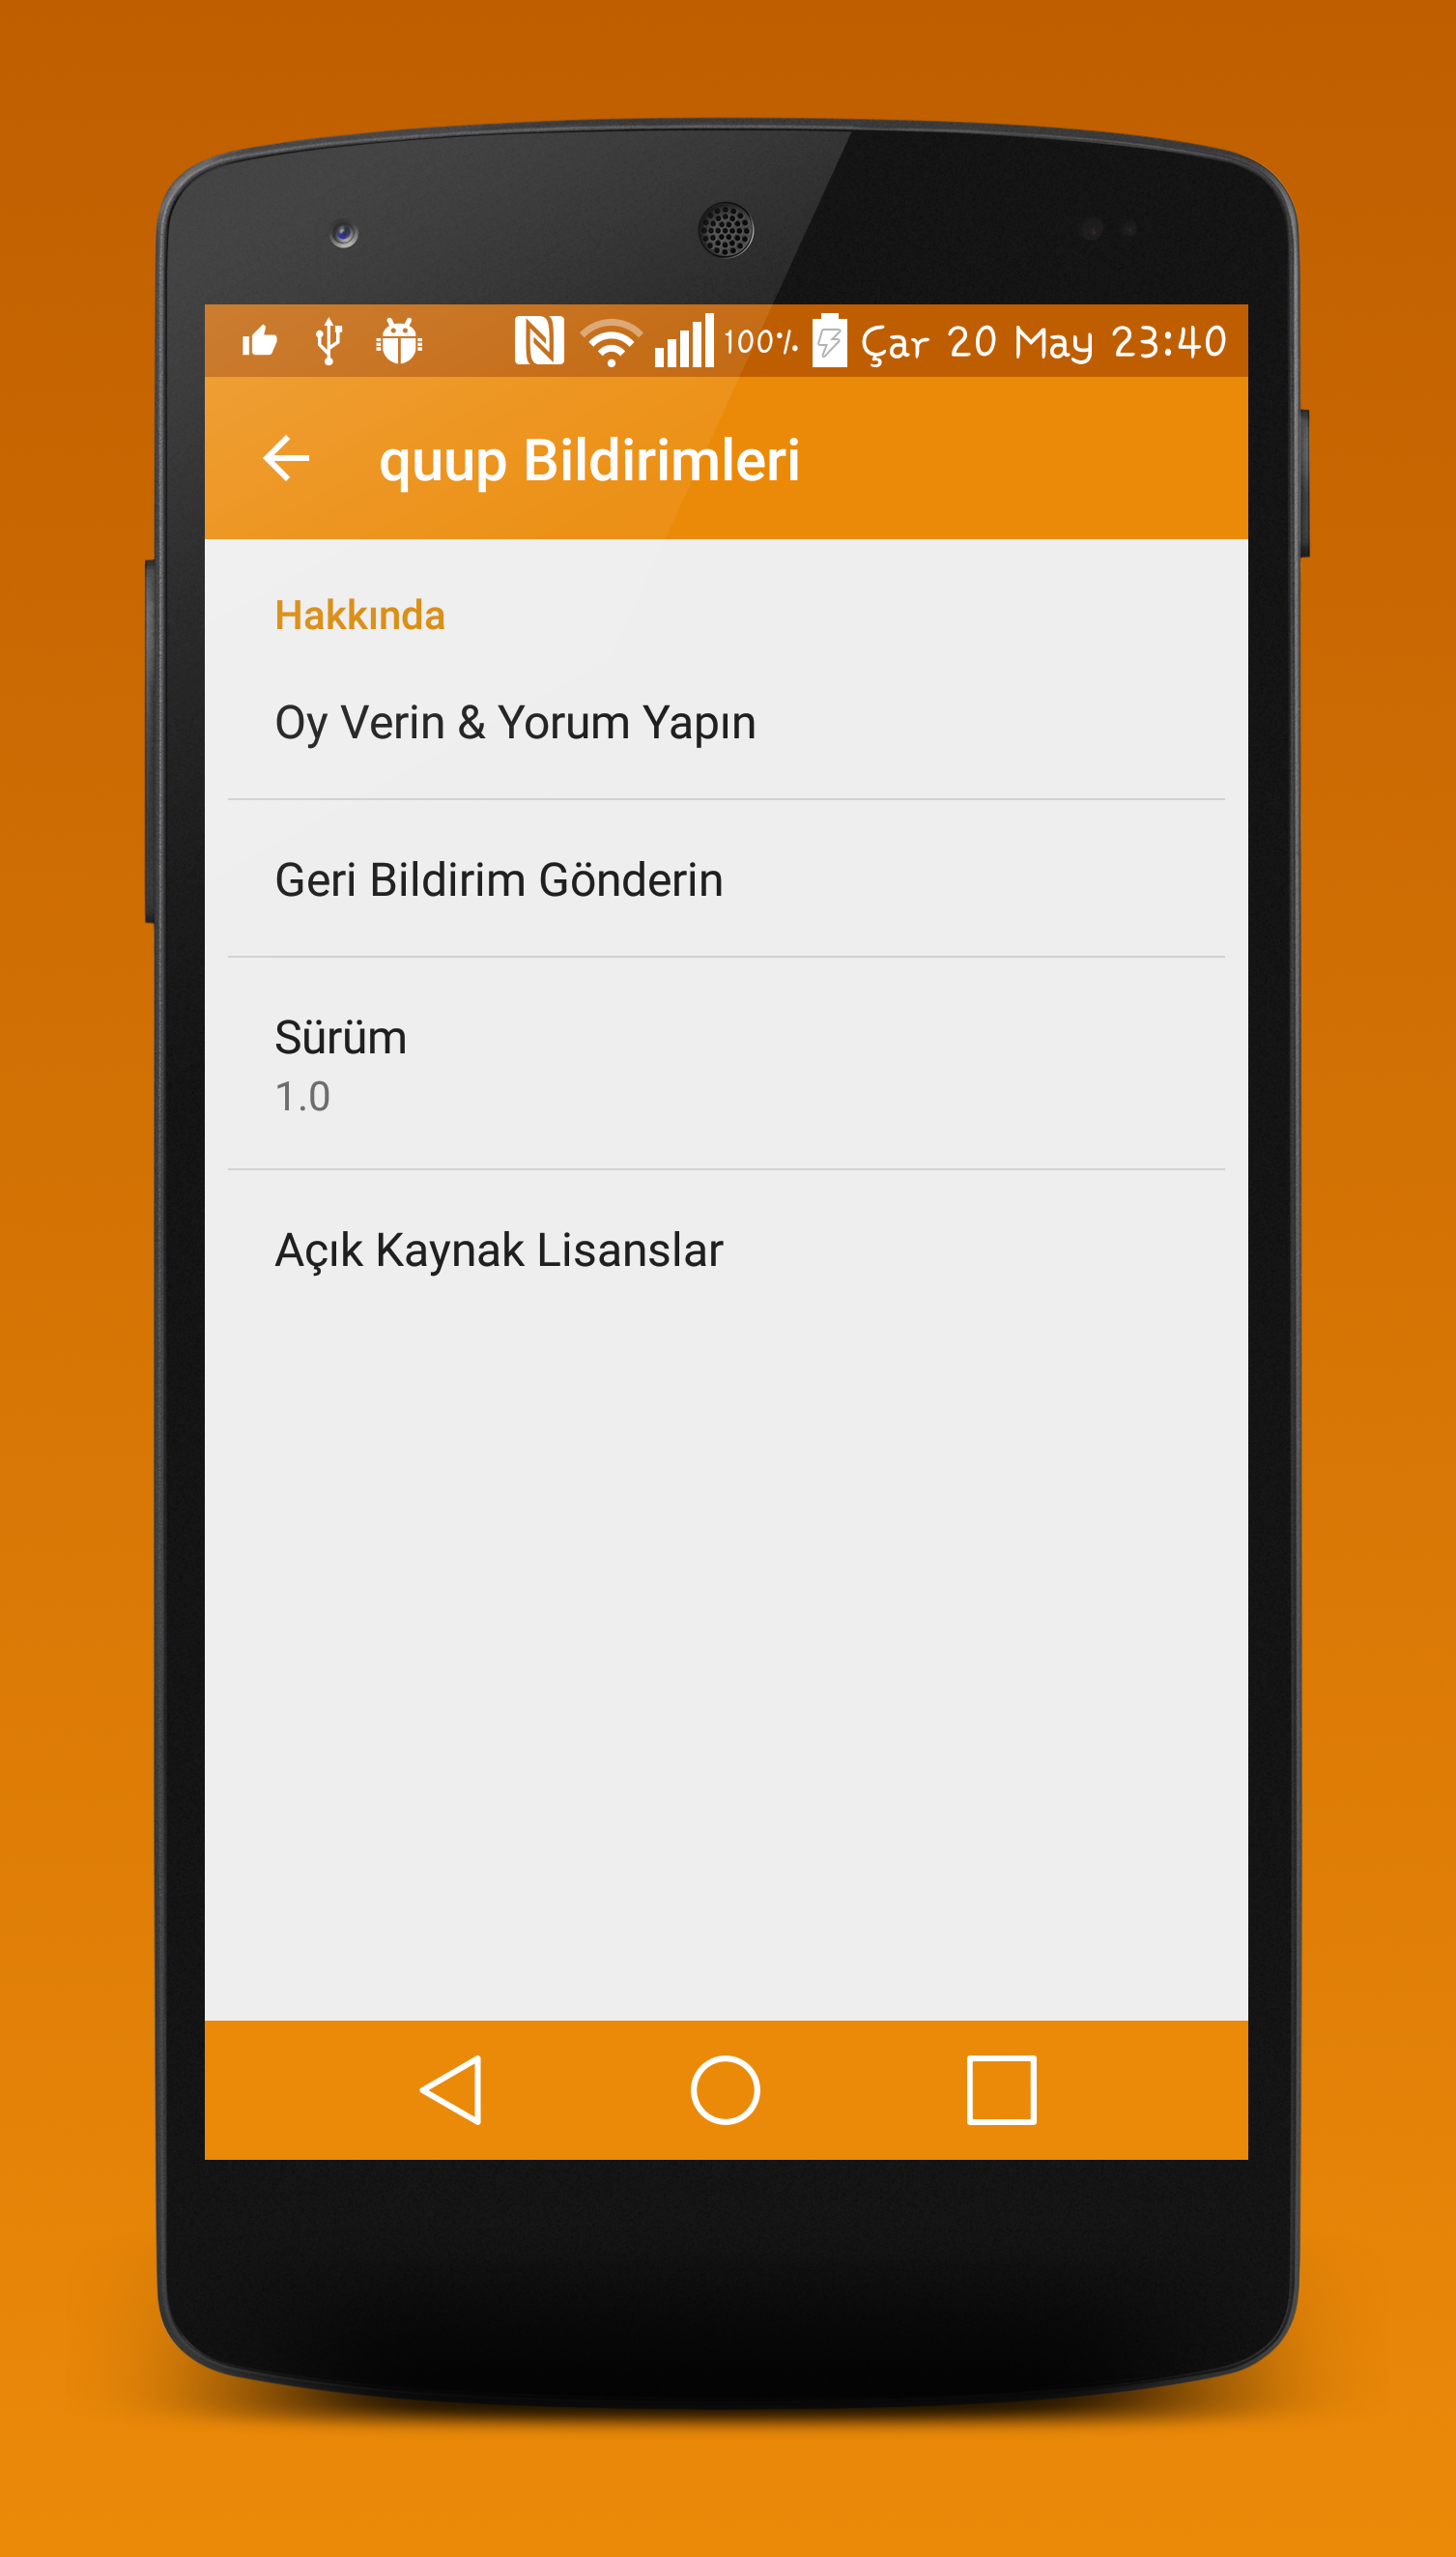 100% Çar 20 May 23:40
quup Bildirimleri
Hakkında
Oy Verin & Yorum Yapın
Geri Bildirim Gönderin
Sürüm
1.0
Açık Kaynak Lisanslar